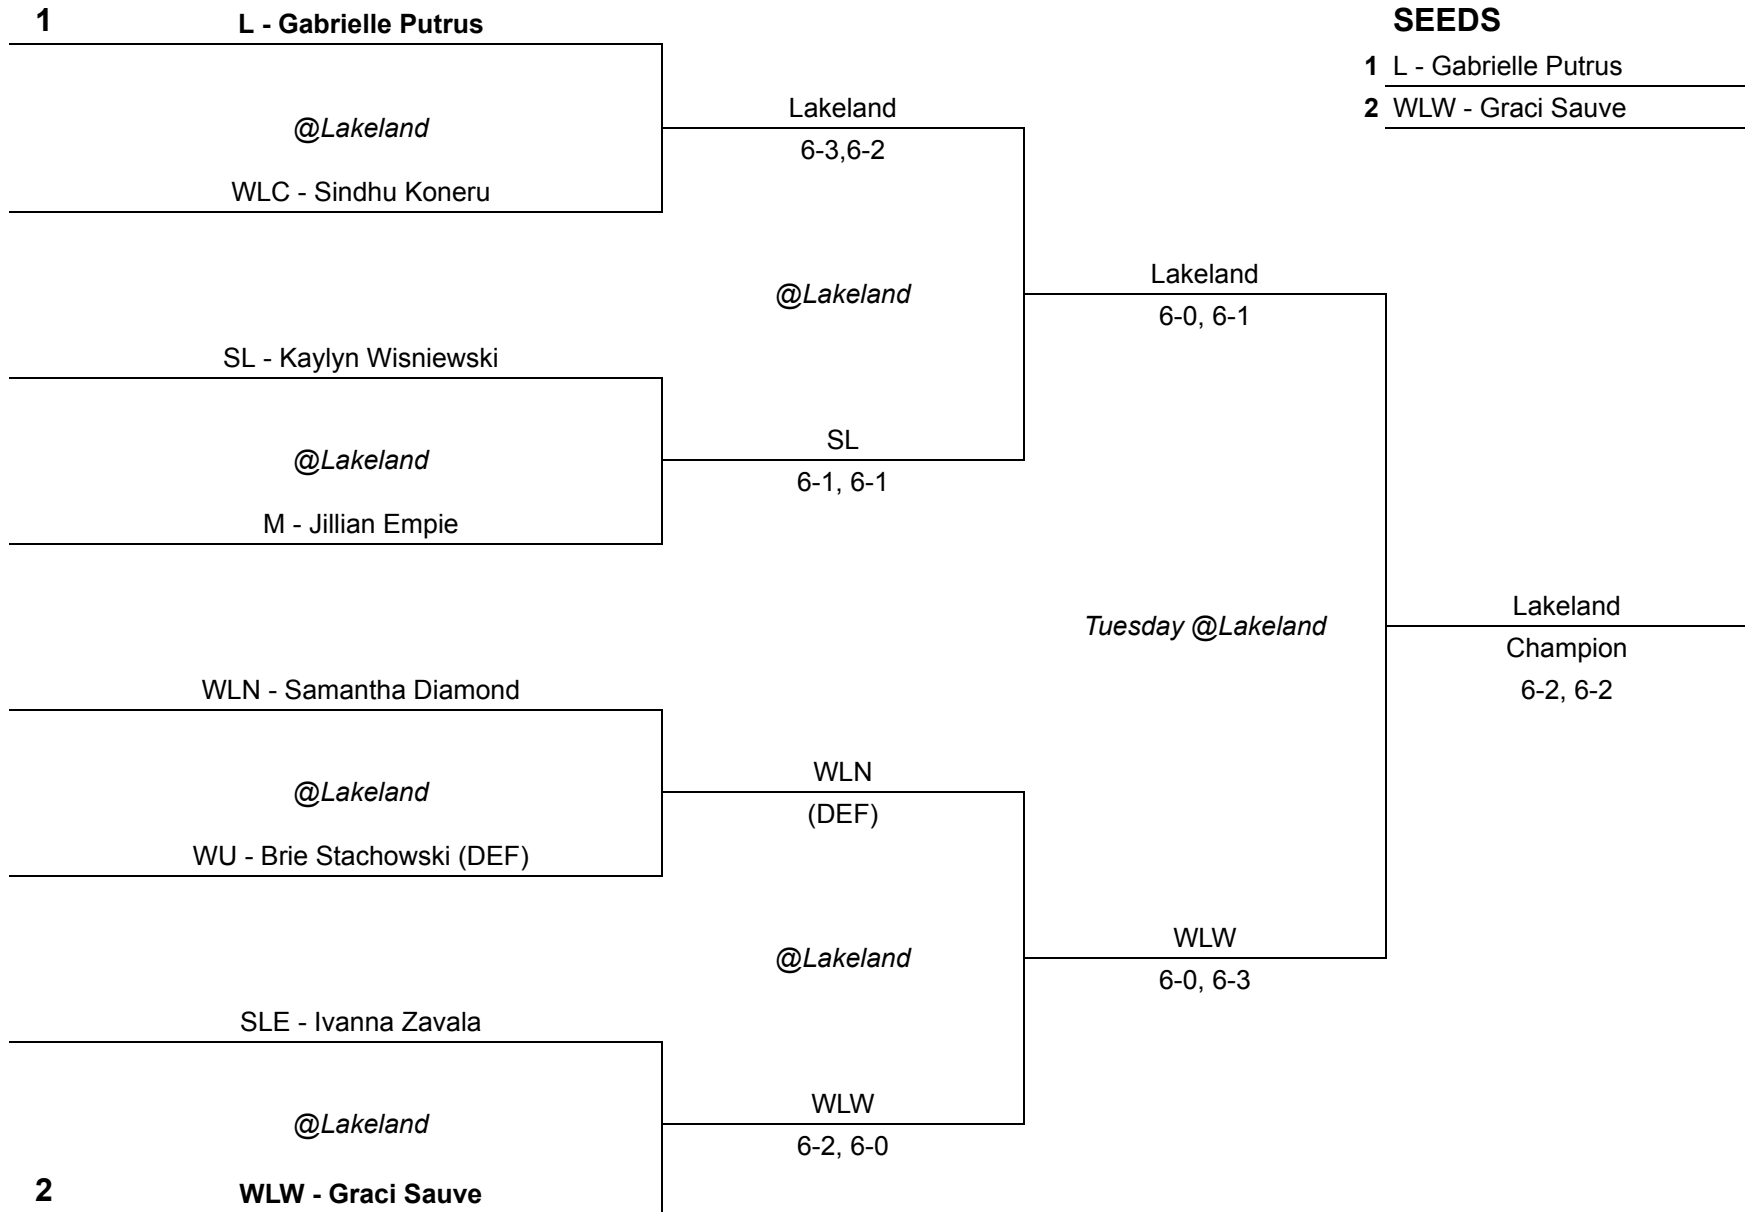 1
L - Gabrielle Putrus
SEEDS
1 L - Gabrielle Putrus
2 WLW - Graci Sauve
@Lakeland
Lakeland
6-3,6-2
WLC - Sindhu Koneru
@Lakeland
Lakeland
6-0, 6-1
SL - Kaylyn Wisniewski
@Lakeland
SL
6-1, 6-1
M - Jillian Empie
Tuesday @Lakeland
Lakeland
Champion
6-2, 6-2
WLN - Samantha Diamond
@Lakeland
WLN
(DEF)
WU - Brie Stachowski (DEF)
@Lakeland
WLW
6-0, 6-3
SLE - Ivanna Zavala
@Lakeland
WLW
6-2, 6-0
2
WLW - Graci Sauve